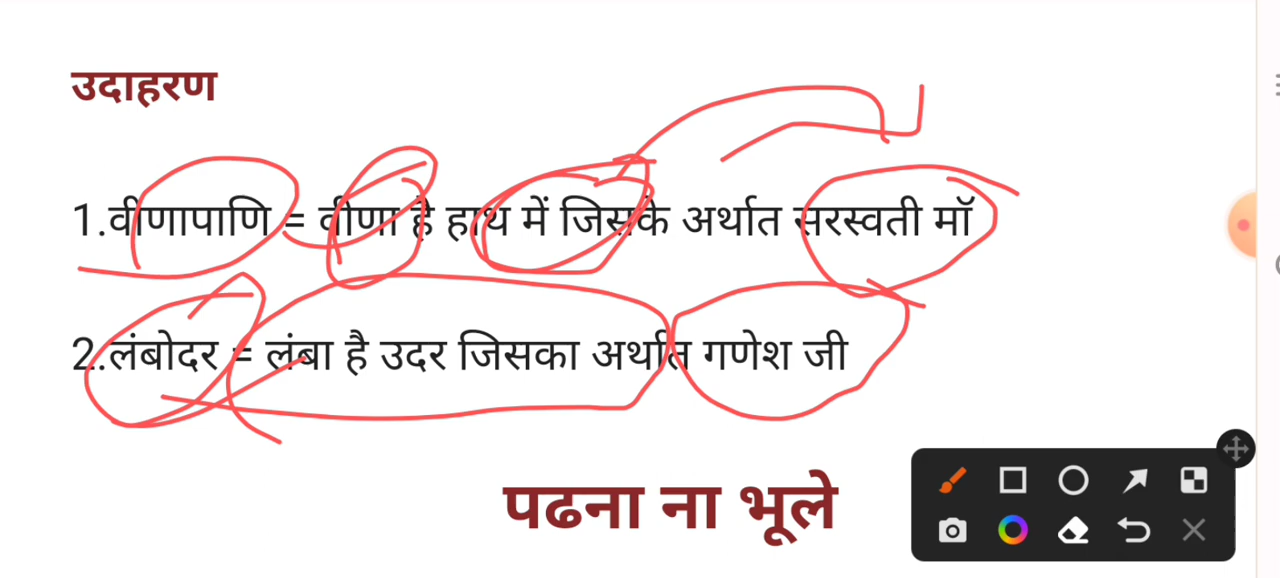 उदाहरण
1.वीणापाणि = वीणा है हाथ में जिसके अर्थात सरस्वती मॉ
2.लंबोदर = लंबा है उदर जिसका अर्थात गणेश जी
पढना ना भूले